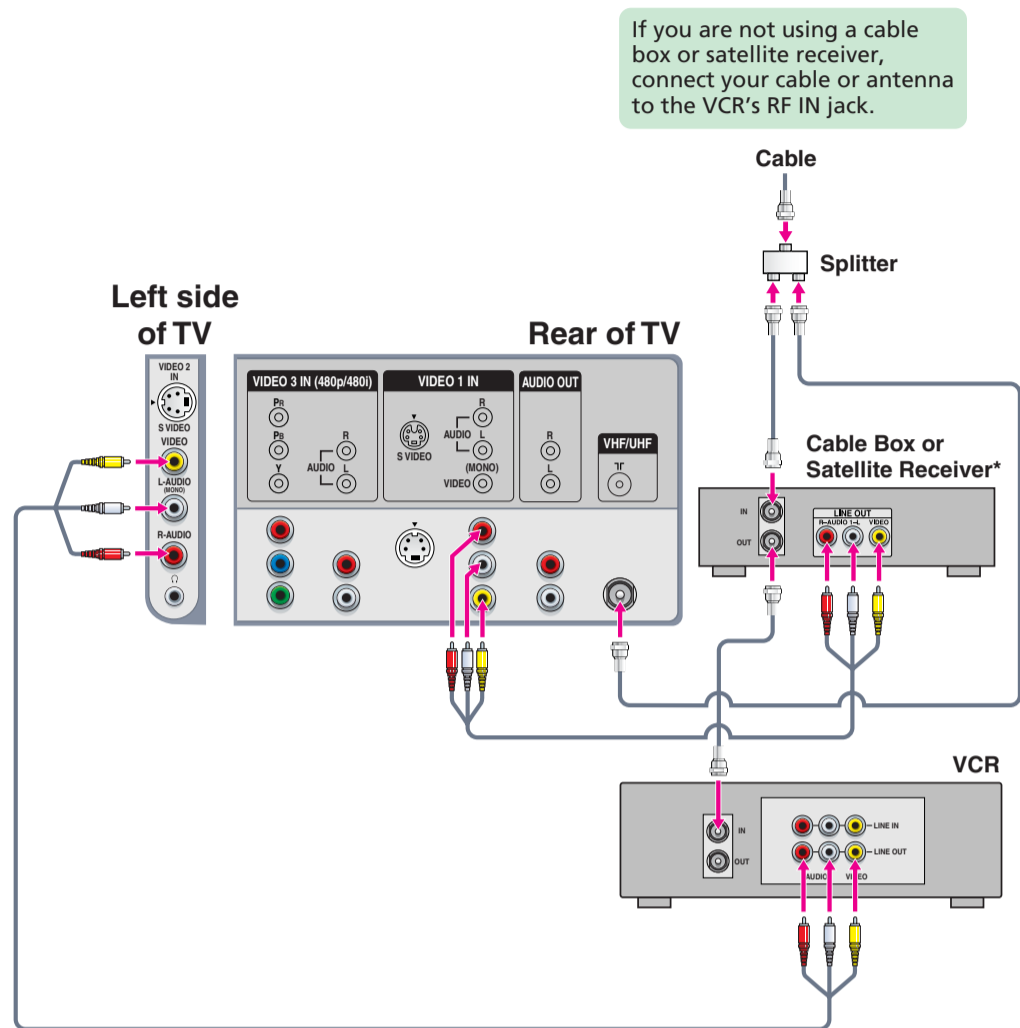 If you are not using a cable
box or satellite receiver,
connect your cable or antenna
to the VCR's RF IN jack.
Cable
Splitter
Left side
of TV
Rear of TV
VIDEO 2
IN
S VIDEO
VIDEO
L-AUDIO
(MONO)
R-AUDIO
VIDEO 3 IN (480p/480i)
PR
PB
Y
R
AUDIO L
VIDEO 1 IN
S VIDEO
R
AUDIO L
(MONO)
VIDEO
AUDIO OUT
R
L
VHF/UHF
Cable Box or
Satellite Receiver*
IN
OUT
LINE OUT
R–AUDIO 1–L VIDEO
VCR
IN
OUT
LINE IN
LINE OUT
AUDIO VIDEO